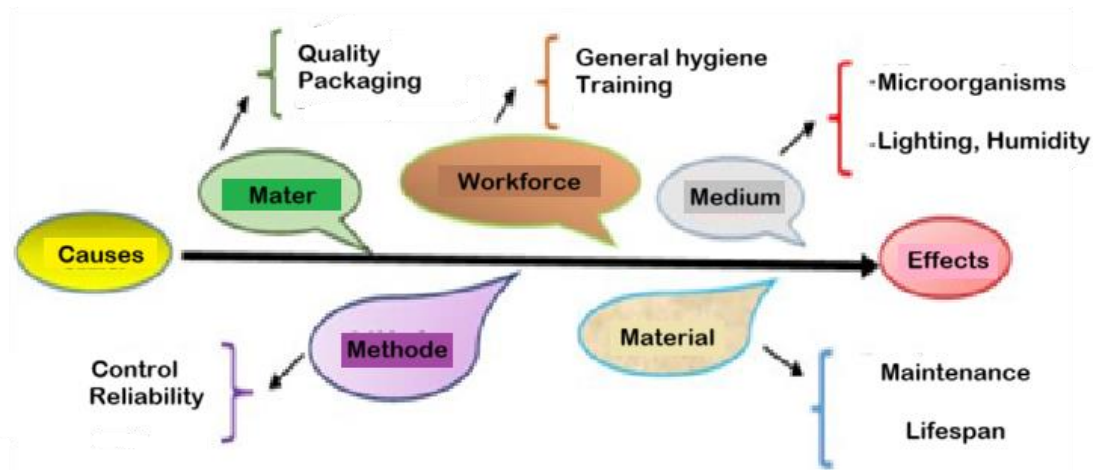 Quality
Packaging
General hygiene
Training
-Microorganisms
-Lighting, Humidity
Mater
Workforce
Medium
Causes
Effects
Methode
Material
Control
Reliability
Maintenance
Lifespan